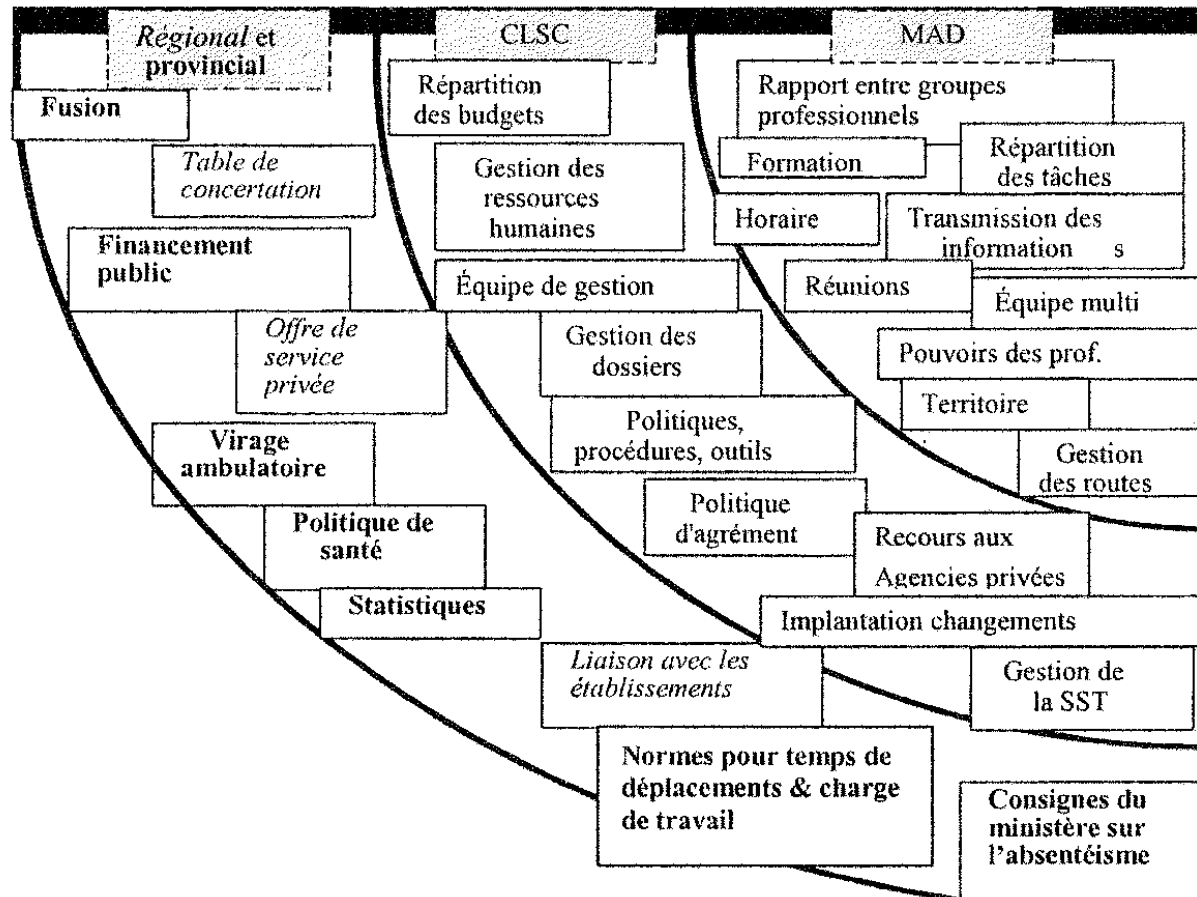 Régional et
provincial
CLSC
MAD
Fusion
Table de
concertation
Financement
public
Offre de
service
privée
Virage
ambulatoire
Politique de
santé
Statistiques
Liaison avec les
établissements
Normes pour temps de
déplacements & charge
de travail
Consignes du
ministère sur
l'absentéisme
Répartition
des budgets
Gestion des
ressources
humaines
Équipe de gestion
Gestion des
dossiers
Politiques,
procédures, outils
Politique
d'agrément
Recours aux
Agencies privées
Implantation changements
Gestion de
la SST
Rapport entre groupes
professionnels
Formation
Répartition
des tâches
Horaire
Transmission des
information s
Réunions
Équipe multi
Pouvoirs des prof.
Territoire
Gestion
des routes